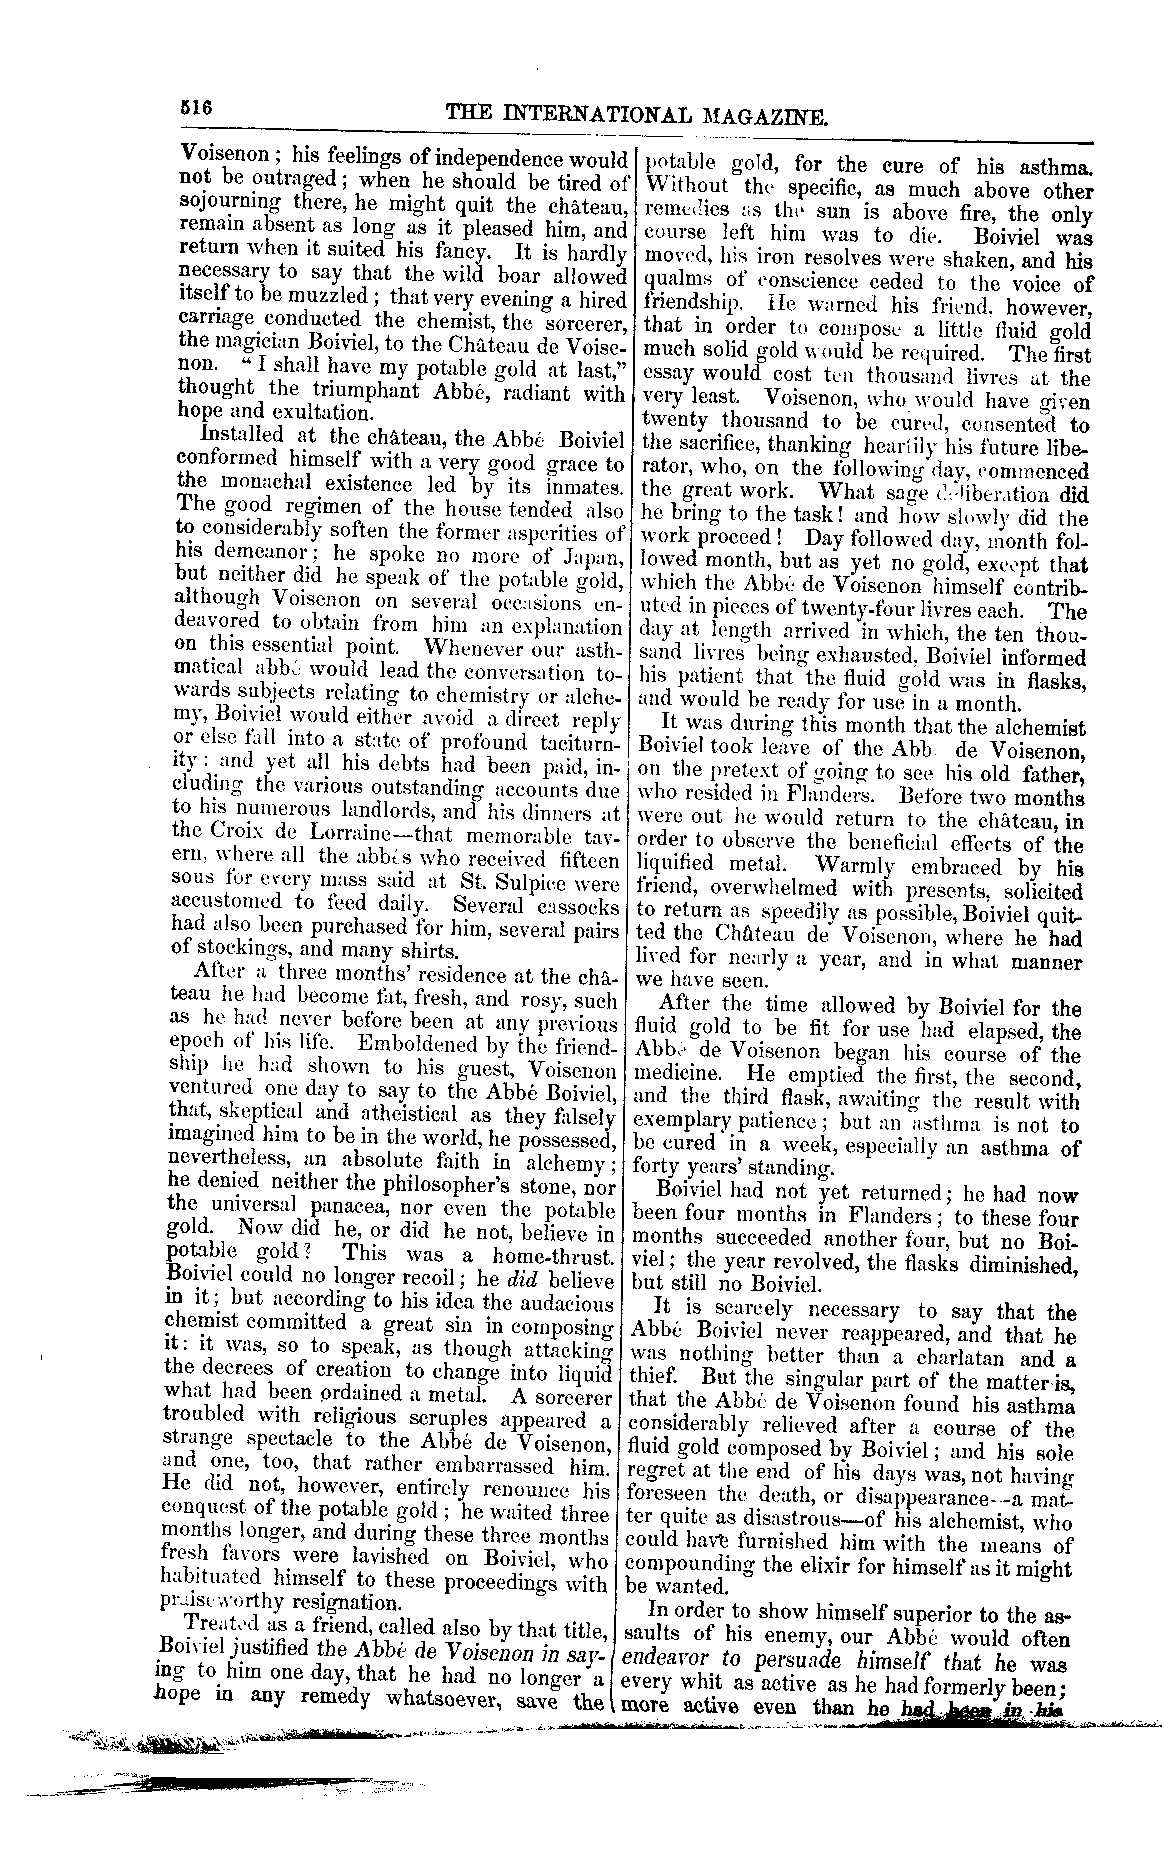 516
THE INTERNATIONAL MAGAZINE.
Voisenon; his feelings of independence would
not be outraged; when he should be tired of
sojourning there, he might quit the château,
remain absent as long as it pleased him, and
return when it suited his fancy. It is hardly
necessary to say that the wild boar allowed
itself to be muzzled; that very evening a hired
carriage conducted the chemist, the sorcerer,
the magician Boiviel, to the Château de Voise-
non. "I shall have my potable gold at last,"
thought the triumphant Abbé, radiant with
hope and exultation.
Installed at the château, the Abbé Boiviel
conformed himself with a very good grace to
the monachal existence led by its inmates.
The good regimen of the house tended also
to considerably soften the former asperities of
his demeanor; he spoke no more of Japan,
but neither did he speak of the potable gold,
although Voisenon on several occasions en-
deavored to obtain from him an explanation
on this essential point. Whenever our asth-
matical abbé would lead the conversation to-
wards subjects relating to chemistry or alche-
my, Boiviel would either avoid a direct reply
or else fall into a state of profound taciturn-
ity: and yet all his debts had been paid, in-
cluding the various outstanding accounts due
to his numerous landlords, and his dinners at
the Croix de Lorraine—that memorable tav-
ern, where all the abbés who received fifteen
sous for every mass said at St. Sulpice were
accustomed to feed daily. Several cassocks
had also been purchased for him, several pairs
of stockings, and many shirts.
After a three months' residence at the châ-
teau he had become fat, fresh, and rosy, such
as he had never before been at any previous
epoch of his life. Emboldened by the friend-
ship he had shown to his guest, Voisenon
ventured one day to say to the Abbé Boiviel,
that, skeptical and atheistical as they falsely
imagined him to be in the world, he possessed,
nevertheless, an absolute faith in alchemy;
he denied neither the philosopher's stone, nor
the universal panacea, nor even the potable
gold. Now did he, or did he not, believe in
potable gold? This was a home-thrust.
Boiviel could no longer recoil; he did believe
in it; but according to his idea the audacious
chemist committed a great sin in composing
it: it was, so to speak, as though attacking
the decrees of creation to change into liquid
what had been ordained a metal. A sorcerer
troubled with religious scruples appeared a
strange spectacle to the Abbé de Voisenon,
and one, too, that rather embarrassed him.
He did not, however, entirely renounce his
conquest of the potable gold; he waited three
months longer, and during these three months
fresh favors were lavished on Boiviel, who
habituated himself to these proceedings with
praiseworthy resignation.
Treated as a friend, called also by that title,
Boiviel justified the Abbé de Voisenon in say-
ing to him one day, that he had no longer a
hope in any remedy whatsoever, save the
potable gold, for the cure of his asthma.
Without the specific, as much above other
remedies as the sun is above fire, the only
course left him was to die. Boiviel was
moved, his iron resolves were shaken, and his
qualms of conscience ceded to the voice of
friendship. He warned his friend, however,
that in order to compose a little fluid gold
much solid gold would be required. The first
essay would cost ten thousand livres at the
very least. Voisenon, who would have given
twenty thousand to be cured, consented to
the sacrifice, thanking heartily his future libe-
rator, who, on the following day, commenced
the great work. What sage deliberation did
he bring to the task! and how slowly did the
work proceed! Day followed day, month fol-
lowed month, but as yet no gold, except that
which the Abbé de Voisenon himself contrib-
uted in pieces of twenty-four livres each. The
day at length arrived in which, the ten thou-
sand livres being exhausted, Boiviel informed
his patient that the fluid gold was in flasks,
and would be ready for use in a month.
It was during this month that the alchemist
Boiviel took leave of the Abb de Voisenon,
on the pretext of going to see his old father,
who resided in Flanders. Before two months
were out he would return to the château, in
order to observe the beneficial effects of the
liquified metal. Warmly embraced by his
friend, overwhelmed with presents, solicited
to return as speedily as possible, Boiviel quit-
ted the Château de Voisenon, where he had
lived for nearly a year, and in what manner
we have seen.
After the time allowed by Boiviel for the
fluid gold to be fit for use had elapsed, the
Abbé de Voisenon began his course of the
medicine. He emptied the first, the second,
and the third flask, awaiting the result with
exemplary patience; but an asthma is not to
be cured in a week, especially an asthma of
forty years' standing.
Boiviel had not yet returned; he had now
been four months in Flanders; to these four
months succeeded another four, but no Boi-
viel; the year revolved, the flasks diminished,
but still no Boiviel.
It is scarcely necessary to say that the
Abbé Boiviel never reappeared, and that he
was nothing better than a charlatan and a
thief. But the singular part of the matter is,
that the Abbé de Voisenon found his asthma
considerably relieved after a course of the
fluid gold composed by Boiviel; and his sole
regret at the end of his days was, not having
foreseen the death, or disappearance--a mat-
ter quite as disastrous—of his alchemist, who
could have furnished him with the means of
compounding the elixir for himself as it might
be wanted.
In order to show himself superior to the as-
saults of his enemy, our Abbé would often
endeavor to persuade himself that he was
every whit as active as he had formerly been;
more active even than he had been in his